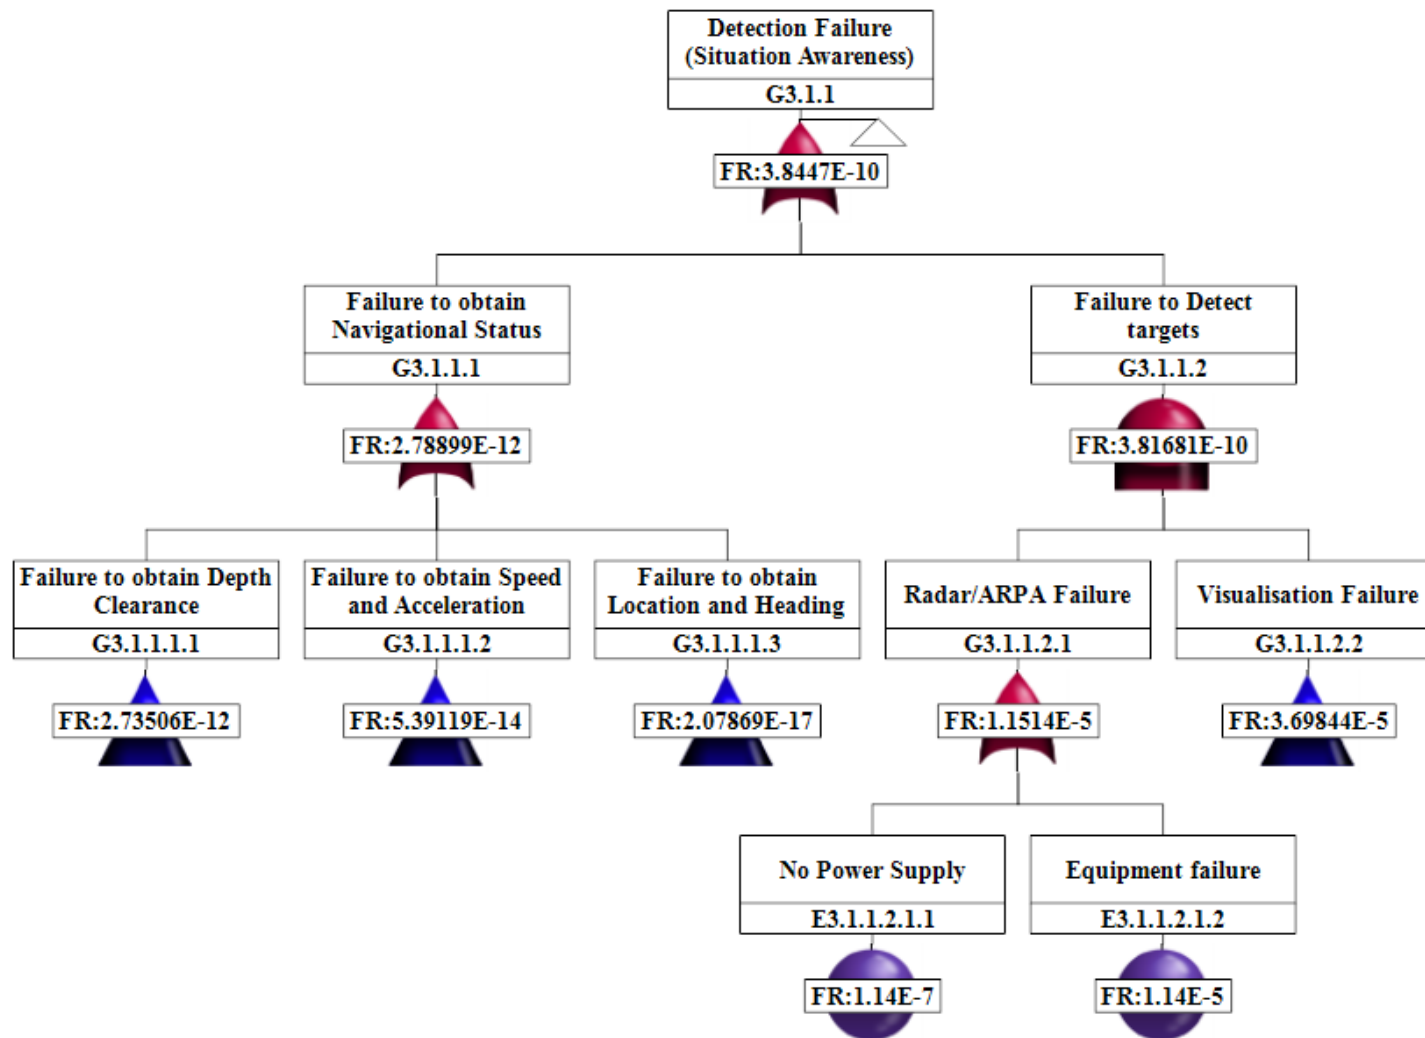 Detection Failure
(Situation Awareness)
G3.1.1
FR:3.8447E-10
Failure to obtain
Navigational Status
G3.1.1.1
FR:2.78899E-12
Failure to Detect
targets
G3.1.1.2
FR:3.81681E-10
Failure to obtain Depth
Clearance
G3.1.1.1.1
FR:2.73506E-12
Failure to obtain Speed
and Acceleration
G3.1.1.1.2
FR:5.39119E-14
Failure to obtain
Location and Heading
G3.1.1.1.3
FR:2.07869E-17
Radar/ARPA Failure
G3.1.1.2.1
FR:1.1514E-5
Visualisation Failure
G3.1.1.2.2
FR:3.69844E-5
No Power Supply
E3.1.1.2.1.1
FR:1.14E-7
Equipment failure
E3.1.1.2.1.2
FR:1.14E-5